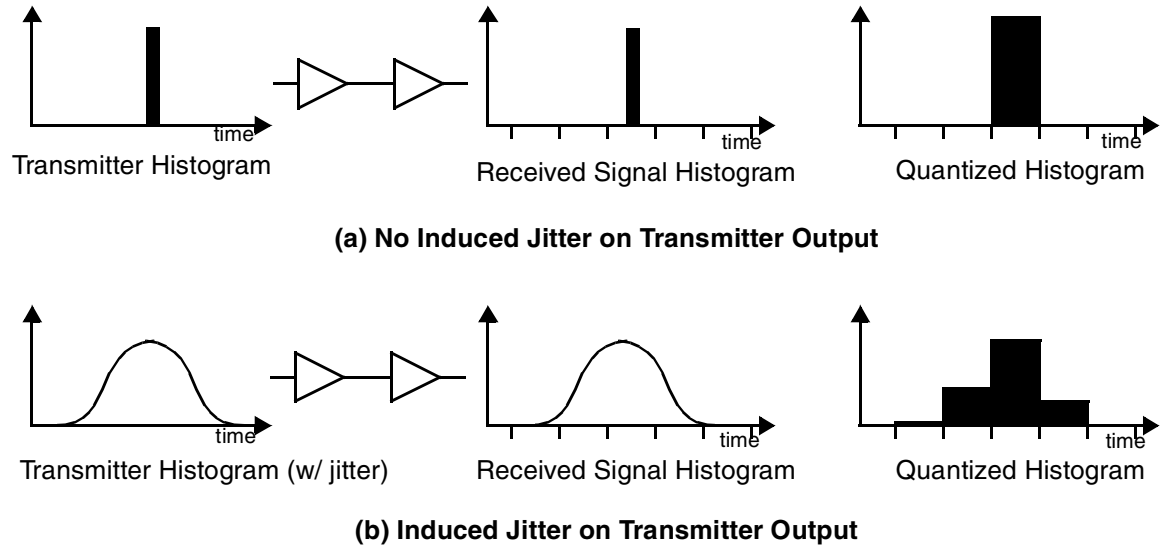 time
time
time
Transmitter Histogram
Received Signal Histogram
Quantized Histogram
(a) No Induced Jitter on Transmitter Output
time
time
time
Transmitter Histogram (w/ jitter)
Received Signal Histogram
Quantized Histogram
(b) Induced Jitter on Transmitter Output